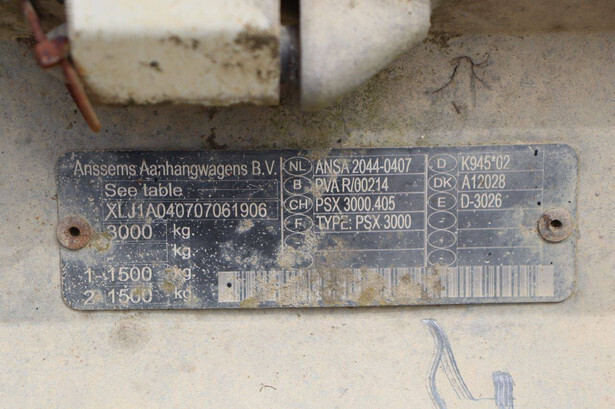 Anssems Aanhangwagens B.V.
See table
XLJ1A040707061906
3000 kg
kg
1- 1500 kg
2 1500 kg
NL ANSA 2044-0407
B PVA R/00214
CH PSX 3000.405
F TYPE: PSX 3000
D K945*02
DK A12028
E D-3026